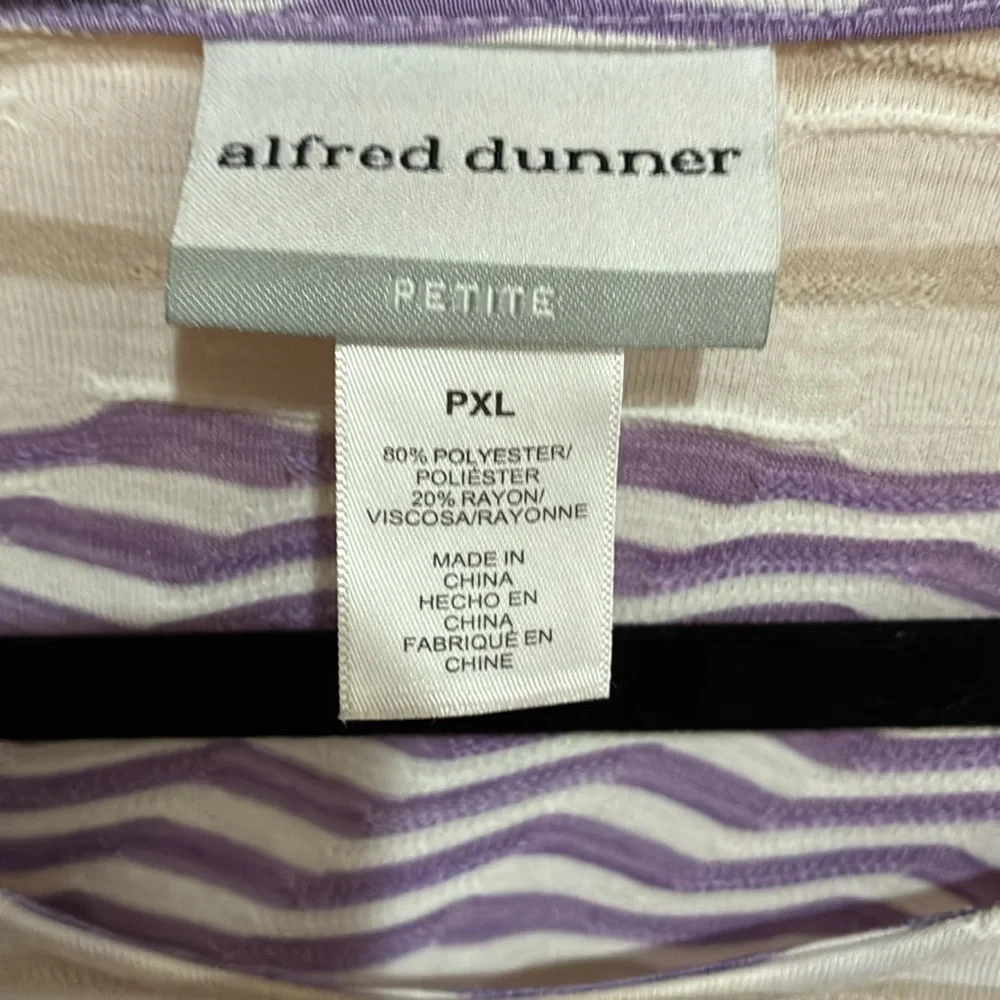 alfred dunner
PETITE
PXL
80% POLYESTER/
POLIÉSTER
20% RAYON/
VISCOSA/RAYONNE
MADE IN
CHINA
HECHO EN
CHINA
FABRIQUÉ EN
CHINE